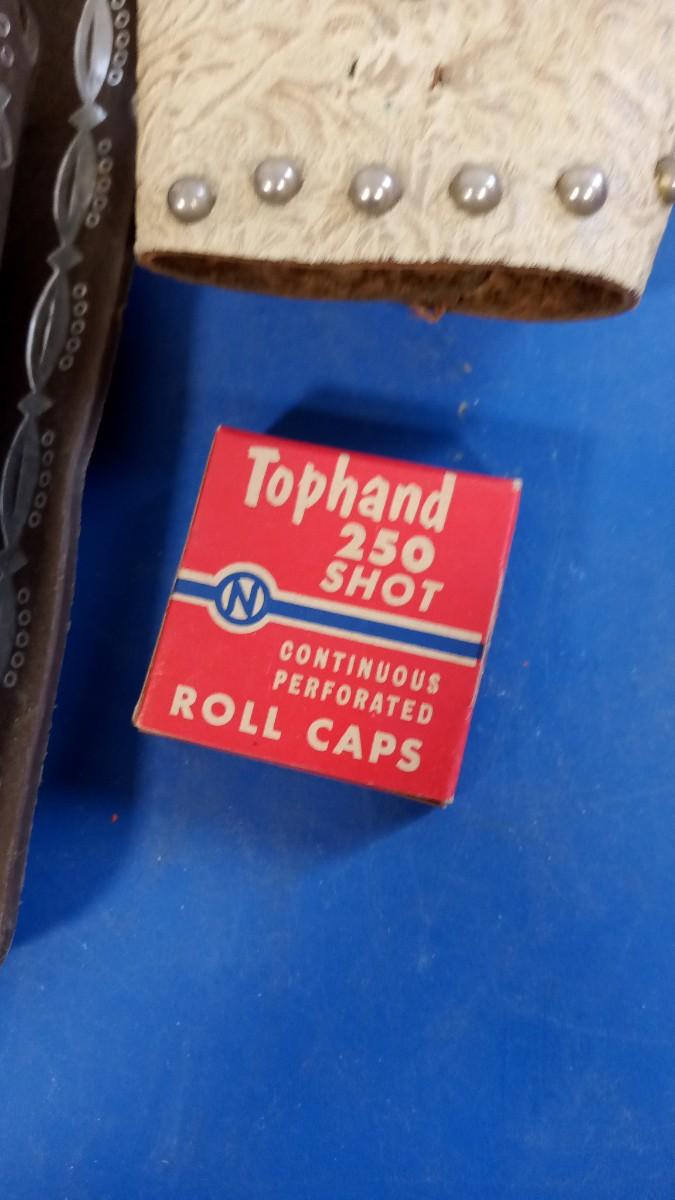 Tophand
250
SHOT
N
CONTINUOUS
PERFORATED
ROLL CAPS